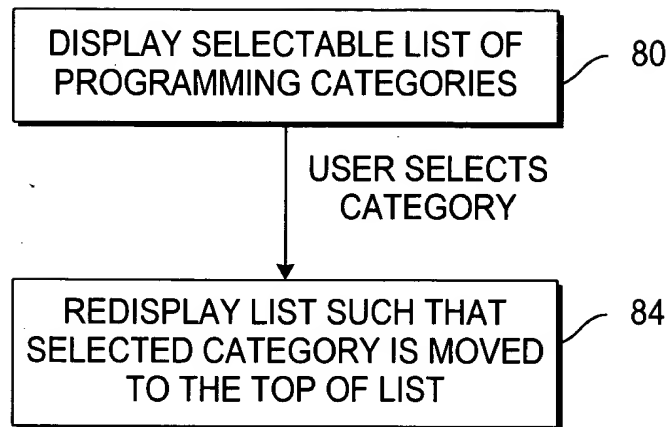 DISPLAY SELECTABLE LIST OF
PROGRAMMING CATEGORIES
80
USER SELECTS
CATEGORY
REDISPLAY LIST SUCH THAT
SELECTED CATEGORY IS MOVED
TO THE TOP OF LIST
84